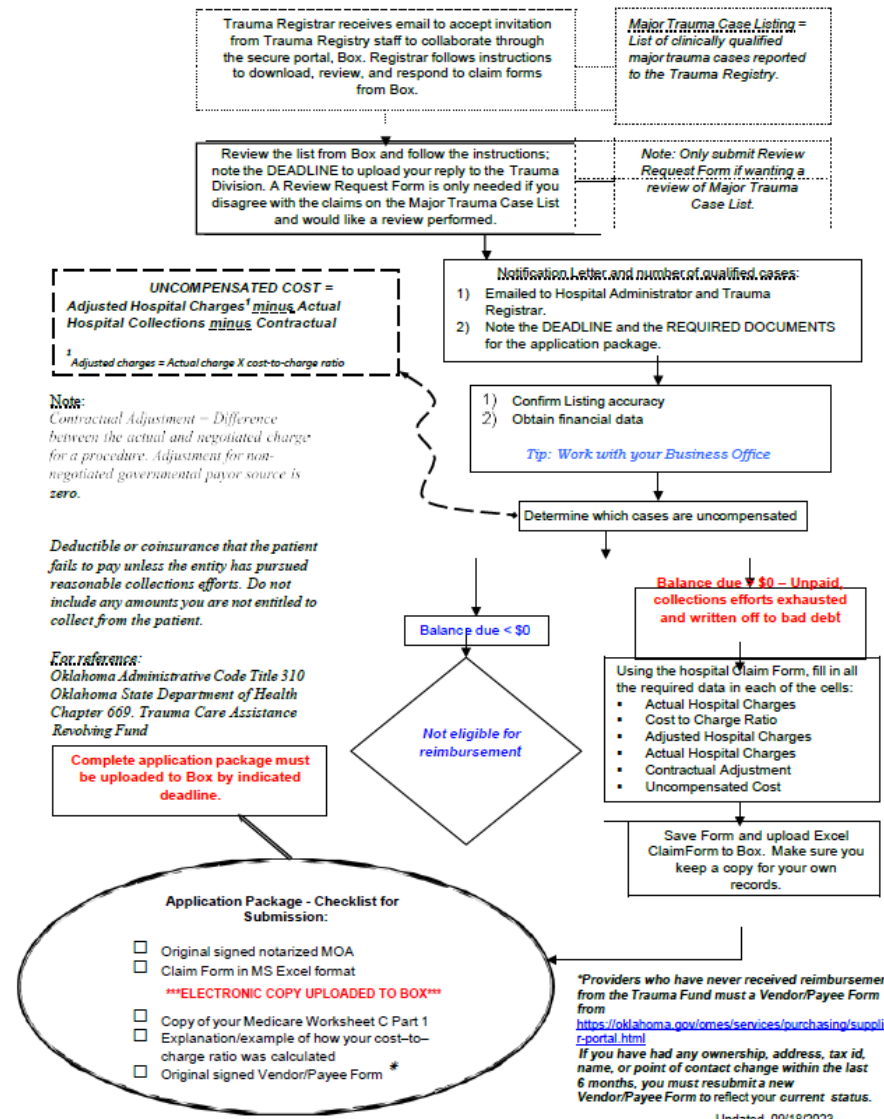 Trauma Registrar receives email to accept invitation
from Trauma Registry staff to collaborate through
the secure portal, Box. Registrar follows instructions
to download, review, and respond to claim forms
from Box.
Major Trauma Case Listing =
List of clinically qualified
major trauma cases reported
to the Trauma Registry.
Review the list from Box and follow the instructions;
note the DEADLINE to upload your reply to the Trauma
Division. A Review Request Form is only needed if you
disagree with the claims on the Major Trauma Case List
and would like a review performed.
Note: Only submit Review
Request Form if wanting a
review of Major Trauma
Case List.
Notification Letter and number of qualified cases:
1) Emailed to Hospital Administrator and Trauma
Registrar.
2) Note the DEADLINE and the REQUIRED DOCUMENTS
for the application package.
UNCOMPENSATED COST =
Adjusted Hospital Charges1 minus Actual
Hospital Collections minus Contractual
1 Adjusted charges = Actual charge X cost-to-charge ratio
1) Confirm Listing accuracy
2) Obtain financial data
Tip: Work with your Business Office
Note:
Contractual Adjustment = Difference
between the actual and negotiated charge
for a procedure. Adjustment for non-
negotiated governmental payor source is
zero.
Determine which cases are uncompensated
Deductible or coinsurance that the patient
fails to pay unless the entity has pursued
reasonable collections efforts. Do not
include any amounts you are not entitled to
collect from the patient.
Balance due < $0
Balance due $0 – Unpaid,
collections efforts exhausted
and written off to bad debt
For reference:
Oklahoma Administrative Code Title 310
Oklahoma State Department of Health
Chapter 669. Trauma Care Assistance
Revolving Fund
Not eligible for
reimbursement
Using the hospital Claim Form, fill in all
the required data in each of the cells:
▪ Actual Hospital Charges
▪ Cost to Charge Ratio
▪ Adjusted Hospital Charges
▪ Actual Hospital Charges
▪ Contractual Adjustment
▪ Uncompensated Cost
Complete application package must
be uploaded to Box by indicated
deadline.
Save Form and upload Excel
ClaimForm to Box. Make sure you
keep a copy for your own
records.
Application Package - Checklist for
Submission:
☐ Original signed notarized MOA
☐ Claim Form in MS Excel format
***ELECTRONIC COPY UPLOADED TO BOX***
☐ Copy of your Medicare Worksheet C Part 1
☐ Explanation/example of how your cost–to–
charge ratio was calculated
☐ Original signed Vendor/Payee Form *
*Providers who have never received reimbursemen
from the Trauma Fund must a Vendor/Payee Form
from
https://oklahoma.gov/omes/services/purchasing/suppli
r-portal.html
If you have had any ownership, address, tax id,
name, or point of contact change within the last
6 months, you must resubmit a new
Vendor/Payee Form to reflect your current status.
Updated 09/18/2023